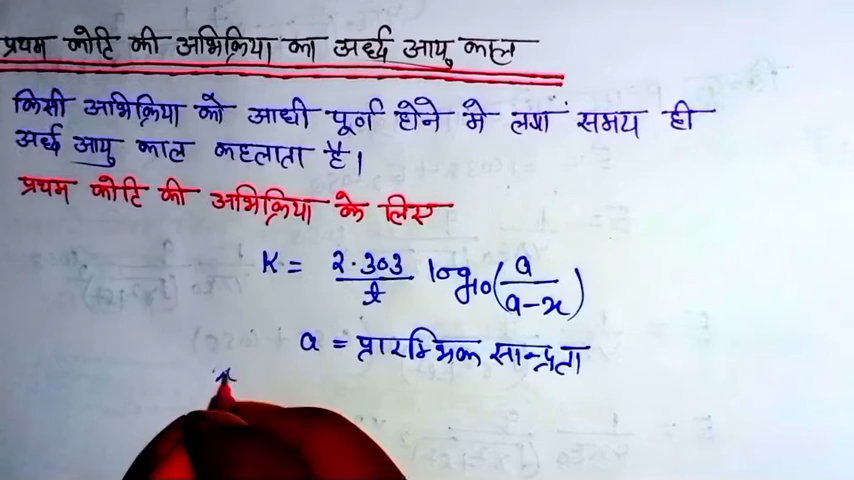 प्रथम कोटि की अभिक्रिया का अर्ध्द आयु काल
किसी अभिक्रिया को आधी पूर्ण होने मे लगा समय ही
अर्ध्द आयु काल कहलाता है।
प्रथम कोटि की अभिक्रिया के लिए
K = 2.303/t log10(a/a-x)
a = प्रारम्भिक सान्द्रता